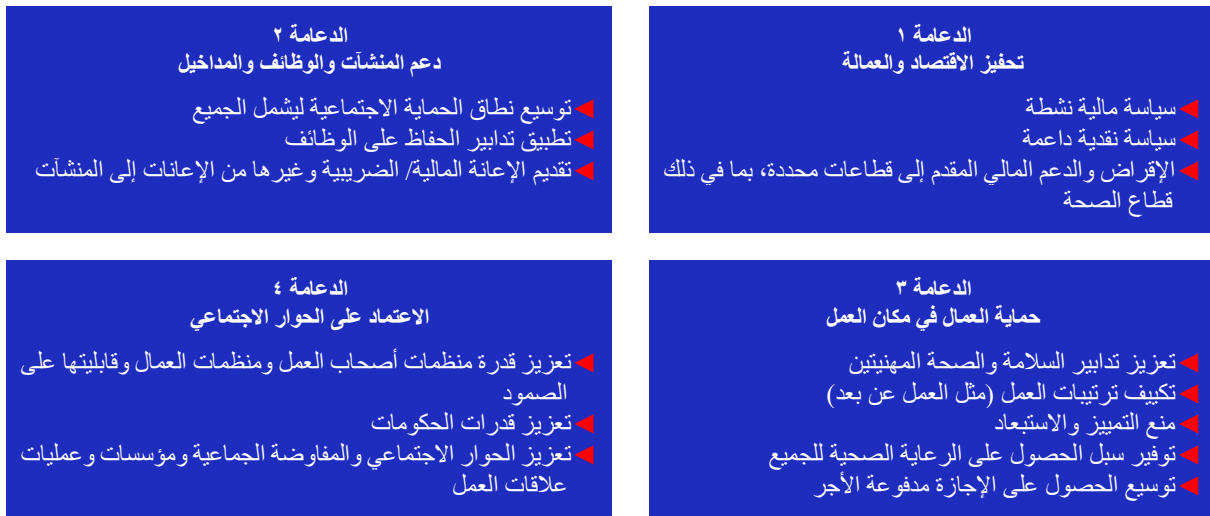 الدعامة ١
تحفيز الاقتصاد والعمالة
سياسة مالية نشطة
سياسة نقدية داعمة
الإقراض والدعم المالي المقدم إلى قطاعات محددة، بما في ذلك
قطاع الصحة
الدعامة ٢
دعم المنشآت والوظائف والمداخيل
توسيع نطاق الحماية الاجتماعية ليشمل الجميع
تطبيق تدابير الحفاظ على الوظائف
تقديم الإعانة المالية/ الضريبية وغيرها من الإعانات إلى المنشآت
الدعامة ٣
حماية العمال في مكان العمل
تعزيز تدابير السلامة والصحة المهنيتين
تكييف ترتيبات العمل (مثل العمل عن بعد)
منع التمييز والاستبعاد
توفير سبل الحصول على الرعاية الصحية للجميع
توسيع الحصول على الإجازة مدفوعة الأجر
الدعامة ٤
الاعتماد على الحوار الاجتماعي
تعزيز قدرة منظمات أصحاب العمل ومنظمات العمال وقابليتها على
الصمود
تعزيز قدرات الحكومات
تعزيز الحوار الاجتماعي والمفاوضة الجماعية ومؤسسات وعمليات
علاقات العمل